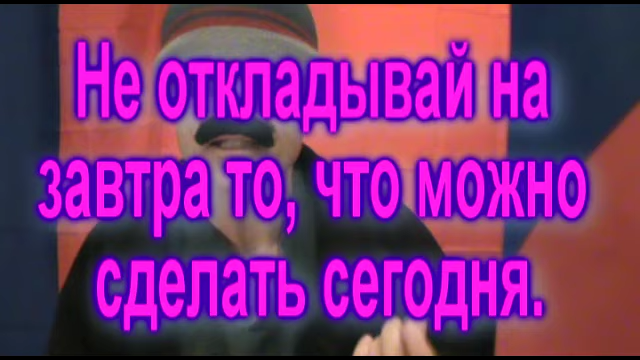 Не откладывай на
завтра то, что можно
сделать сегодня.